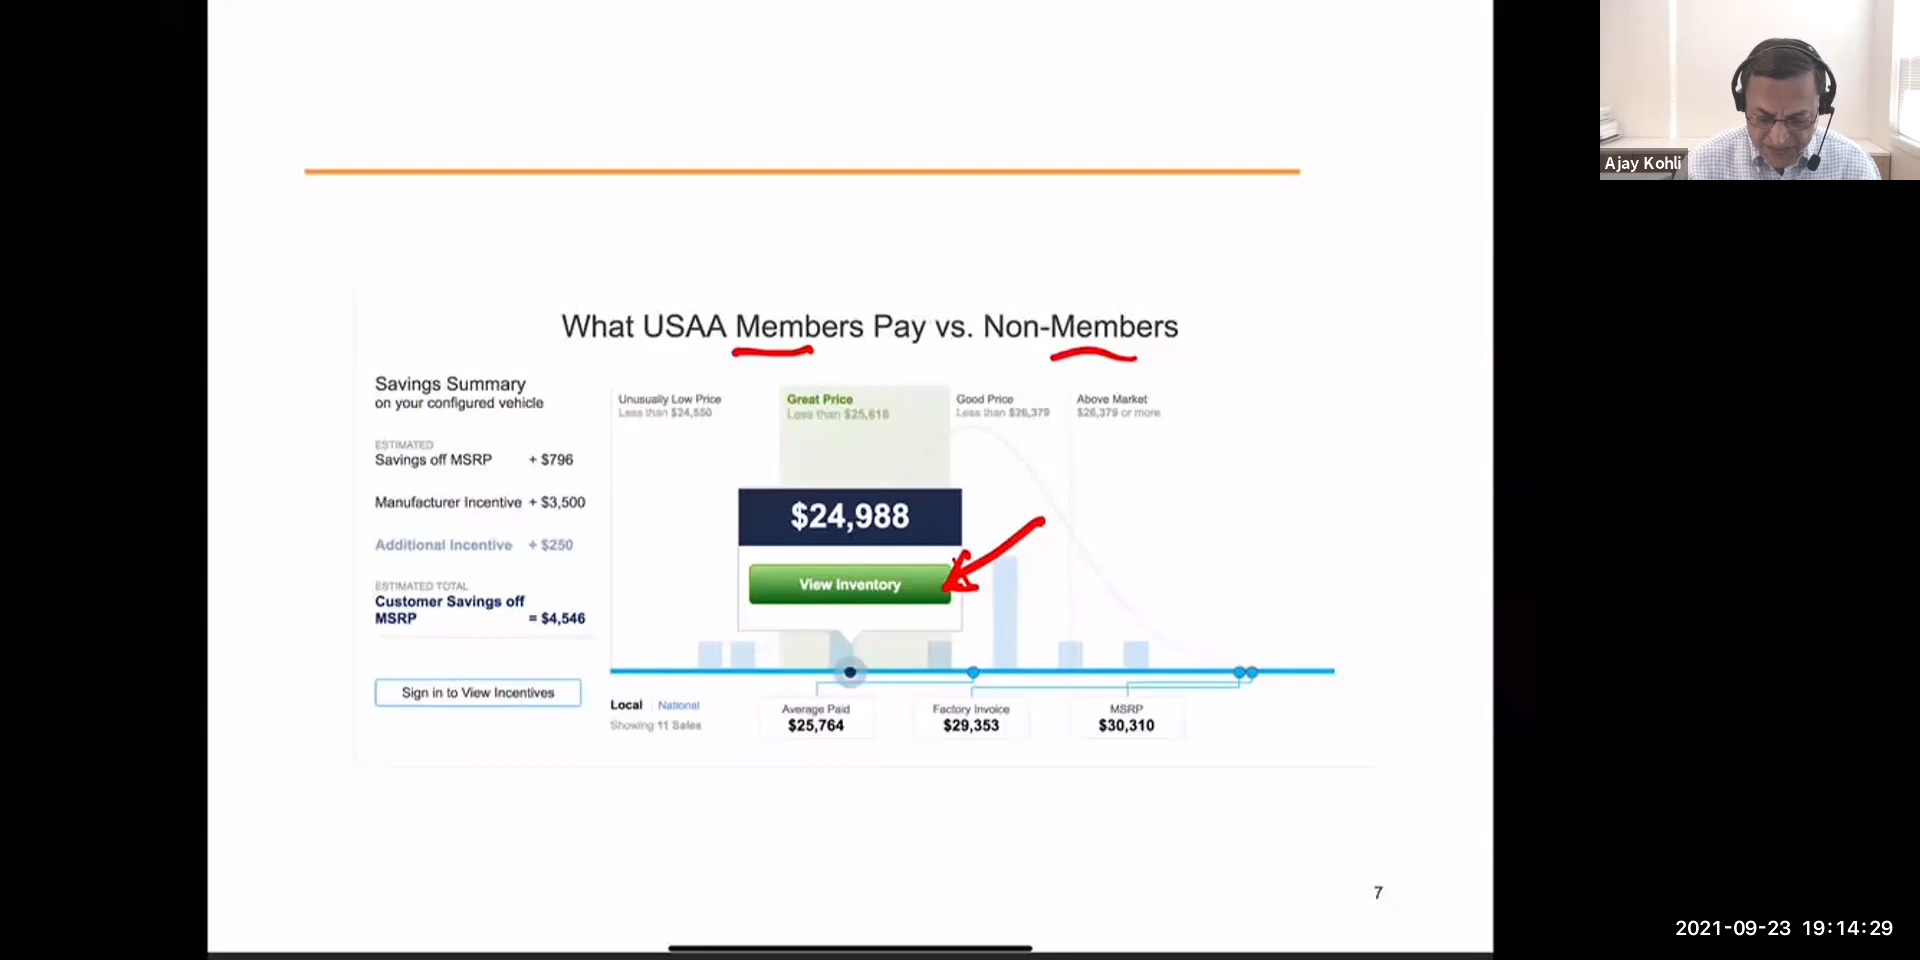 What USAA Members Pay vs. Non-Members
Savings Summary
on your configured vehicle
ESTIMATED
Savings off MSRP + $796
Manufacturer Incentive + $3,500
Additional Incentive + $250
ESTIMATED TOTAL
Customer Savings off
MSRP = $4,546
Sign in to View Incentives
Unusually Low Price
Less than $24,550
Great Price
Less than $25,618
Good Price
Less than $26,379
Above Market
$26,379 or more
$24,988
View Inventory
Local National
Showing 11 Sales
Average Paid
$25,764
Factory Invoice
$29,353
MSRP
$30,310
7
Ajay Kohli
2021-09-23 19:14:29